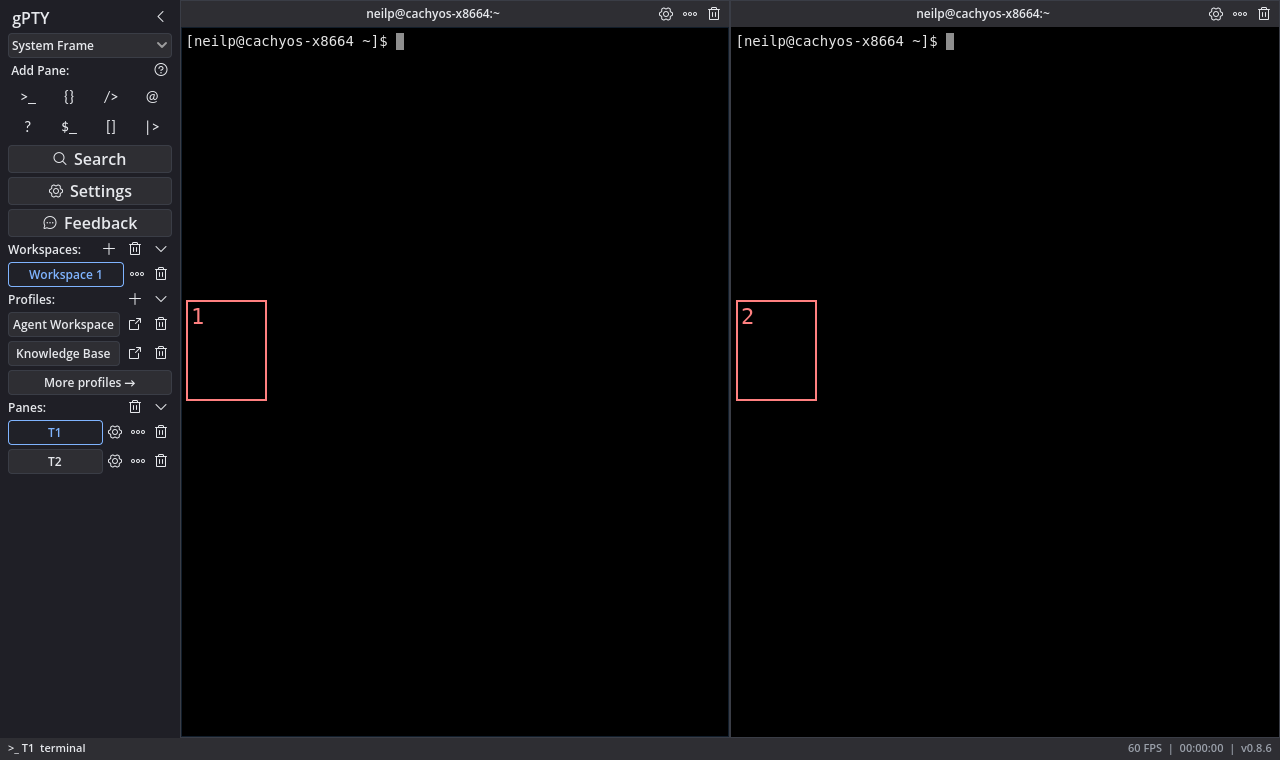 gPTY
System Frame
Add Pane:
>_ {} /> @
? $_ [] |>
Search
Settings
Feedback
Workspaces:
Workspace 1
Profiles:
Agent Workspace
Knowledge Base
More profiles →
Panes:
T1
T2
neilp@cachyos-x8664:~
[neilp@cachyos-x8664 ~]$
1
neilp@cachyos-x8664:~
[neilp@cachyos-x8664 ~]$
2
>_ T1 terminal
60 FPS | 00:00:00 | v0.8.6